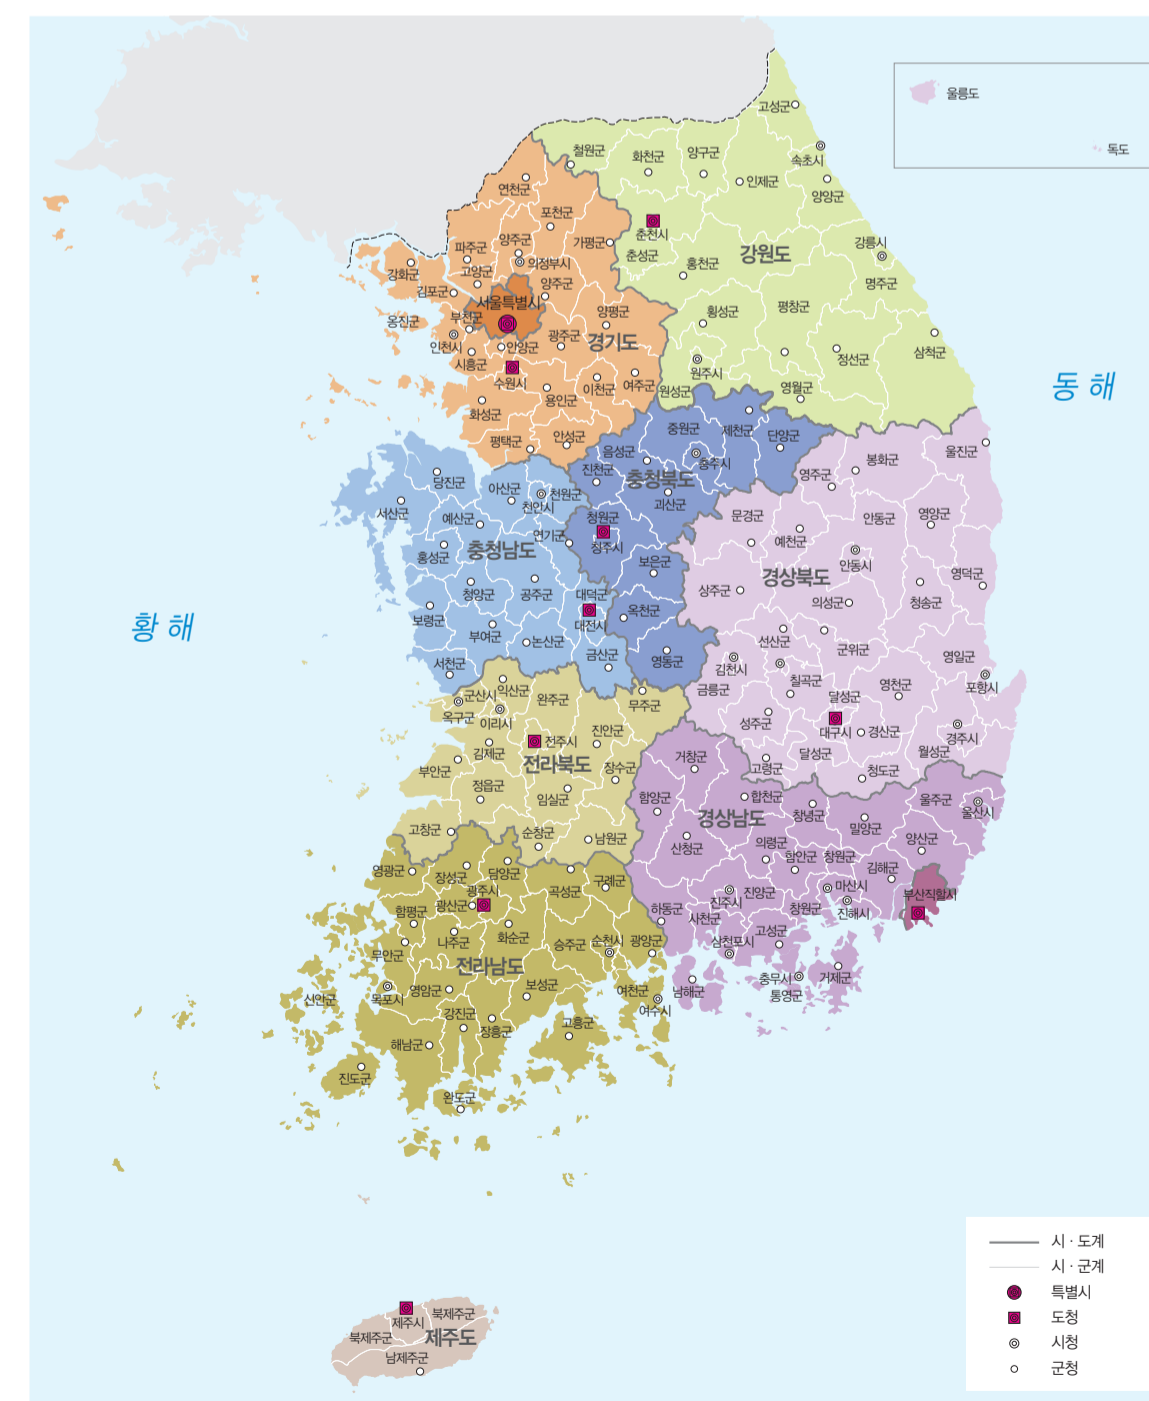 울릉도
독도
고성군
철원군
화천군
양구군
속초시
인제군
양양군
연천군
포천군
춘천시
가평군
춘성군
강원도
강릉시
파주군
양주군
의정부시
홍천군
명주군
강화군
고양군
김포군
양주군
서울특별시
옹진군
부천군
양평군
횡성군
평창군
인천시
안양군
광주군
경기도
시흥군
수원시
정선군
삼척군
원주시
이천군
여주군
원성군
영월군
용인군
화성군
동해
평택군
안성군
중원군
제천군
단양군
음성군
충주시
울진군
진천군
충청북도
영주군
봉화군
당진군
아산군
천원군
천안시
괴산군
서산군
예산군
청원군
문경군
안동군
영양군
연기군
청주시
예천군
홍성군
충청남도
보은군
안동시
경상북도
영덕군
청양군
공주군
대덕군
상주군
의성군
청송군
보령군
대전시
옥천군
황해
부여군
논산군
선산군
군위군
서천군
금산군
영동군
김천시
영일군
포항시
군산시
익산군
완주군
무주군
금릉군
칠곡군
달성군
영천군
옥구군
이리시
성주군
대구시
경산군
경주시
전주시
진안군
월성군
김제군
전라북도
거창군
달성군
부안군
장수군
고령군
청도군
정읍군
임실군
함양군
합천군
창녕군
울주군
울산시
경상남도
밀양군
고창군
순창군
남원군
산청군
의령군
양산군
함안군
창원군
영광군
장성군
담양군
곡성군
구례군
김해군
광주시
진양군
마산시
부산직할시
함평군
광산군
하동군
진주시
창원군
진해시
사천군
나주군
화순군
승주군
순천시
광양군
삼천포시
고성군
무안군
전라남도
충무시
거제군
신안군
목포시
영암군
보성군
여천군
남해군
통영군
여수시
강진군
장흥군
고흥군
해남군
진도군
완도군
시·도계
시·군계
특별시
도청
시청
군청
제주시
북제주군
북제주군
제주도
남제주군